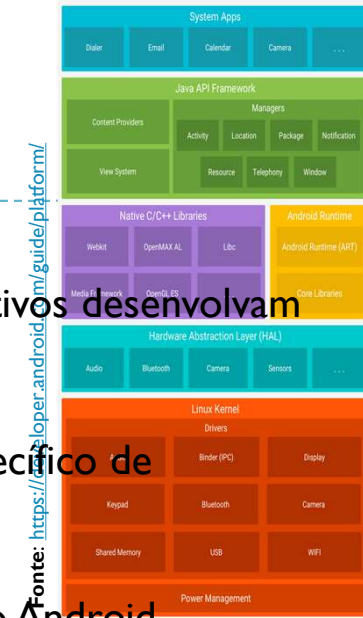 System Apps
Dialer Email Calendar Camera ...
Java API Framework
Content Providers
View System
Managers
Activity Location Package Notification
Resource Telephony Window
Native C/C++ Libraries
Webkit OpenMAX AL Libc
Media Framework OpenGL ES
Android Runtime
Android Runtime (ART)
Core Libraries
tivos desenvolvam
Hardware Abstraction Layer (HAL)
Audio Bluetooth Camera Sensors ...
Linux Kernel
Drivers
Binder (IPC) Display
ecífico de
Keypad Bluetooth Camera
Shared Memory USB WIFI
Power Management
Android
Fonte: https://developer.android.com/guide/platform/